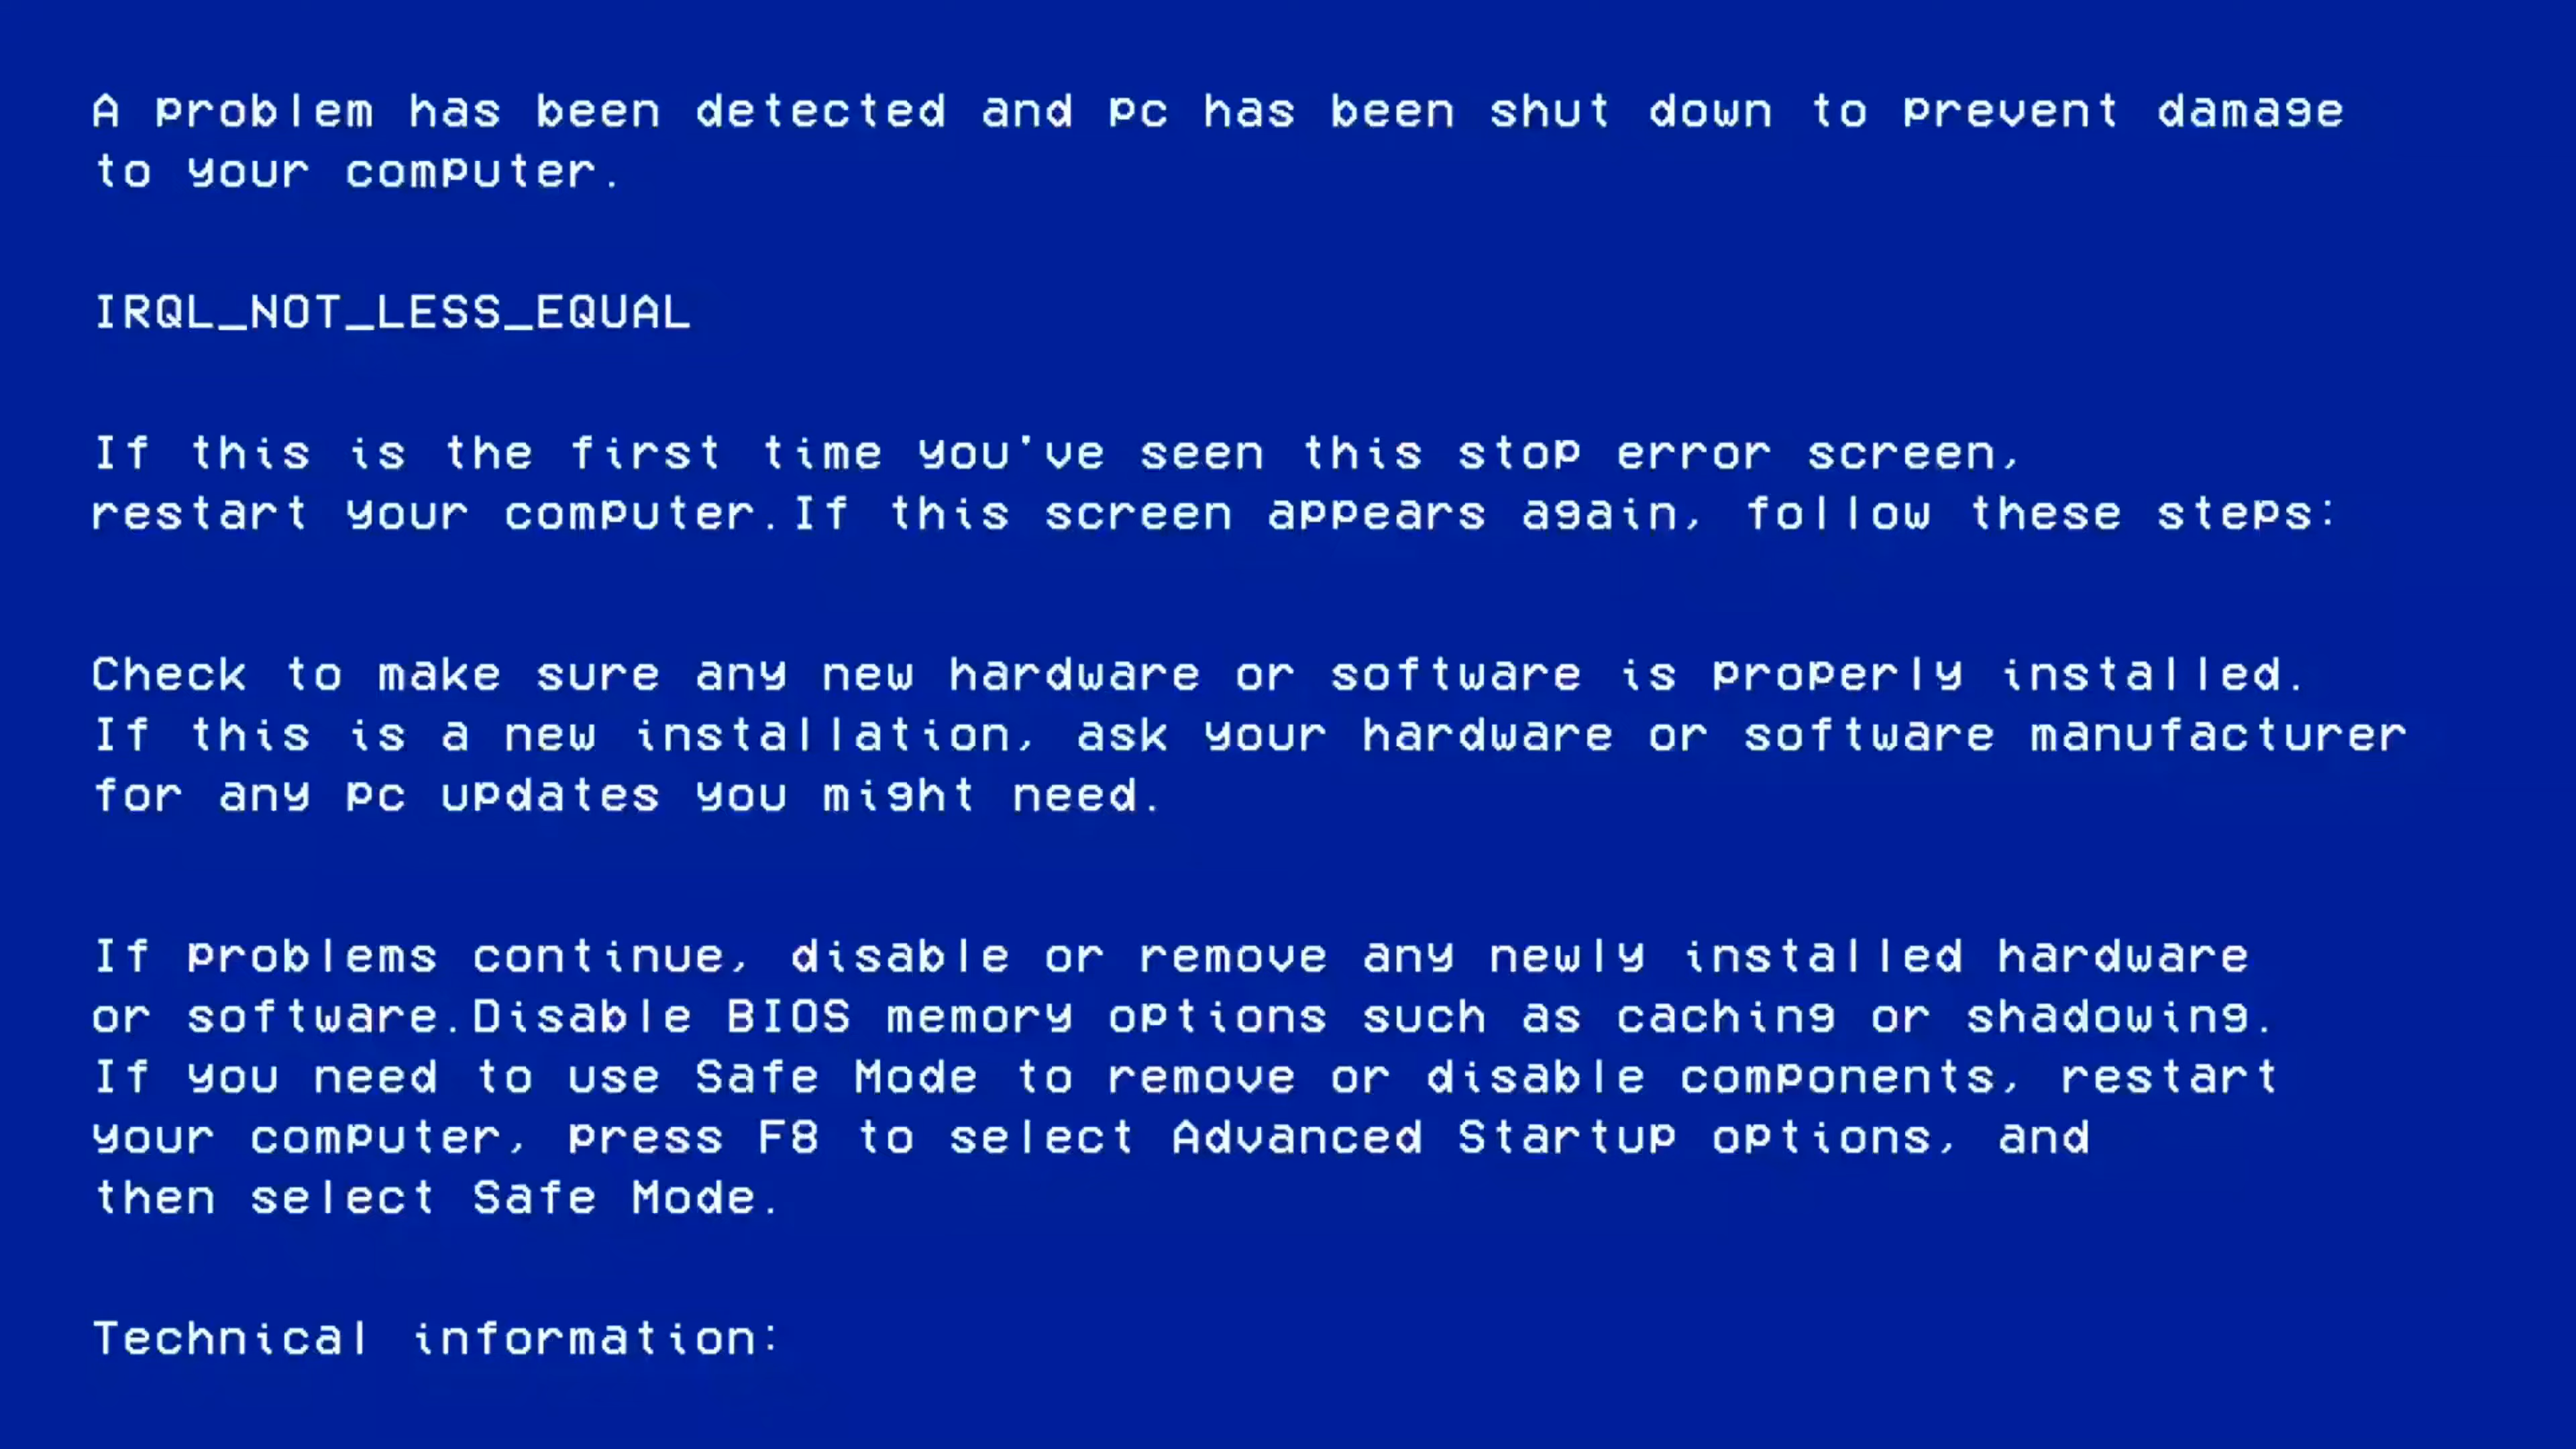 A problem has been detected and pc has been shut down to prevent damage
to your computer.
IRQL_NOT_LESS_EQUAL
If this is the first time you've seen this stop error screen,
restart your computer.If this screen appears again, follow these steps:
Check to make sure any new hardware or software is properly installed.
If this is a new installation, ask your hardware or software manufacturer
for any pc updates you might need.
If problems continue, disable or remove any newly installed hardware
or software.Disable BIOS memory options such as caching or shadowing.
If you need to use Safe Mode to remove or disable components, restart
your computer, press F8 to select Advanced Startup options, and
then select Safe Mode.
Technical information: